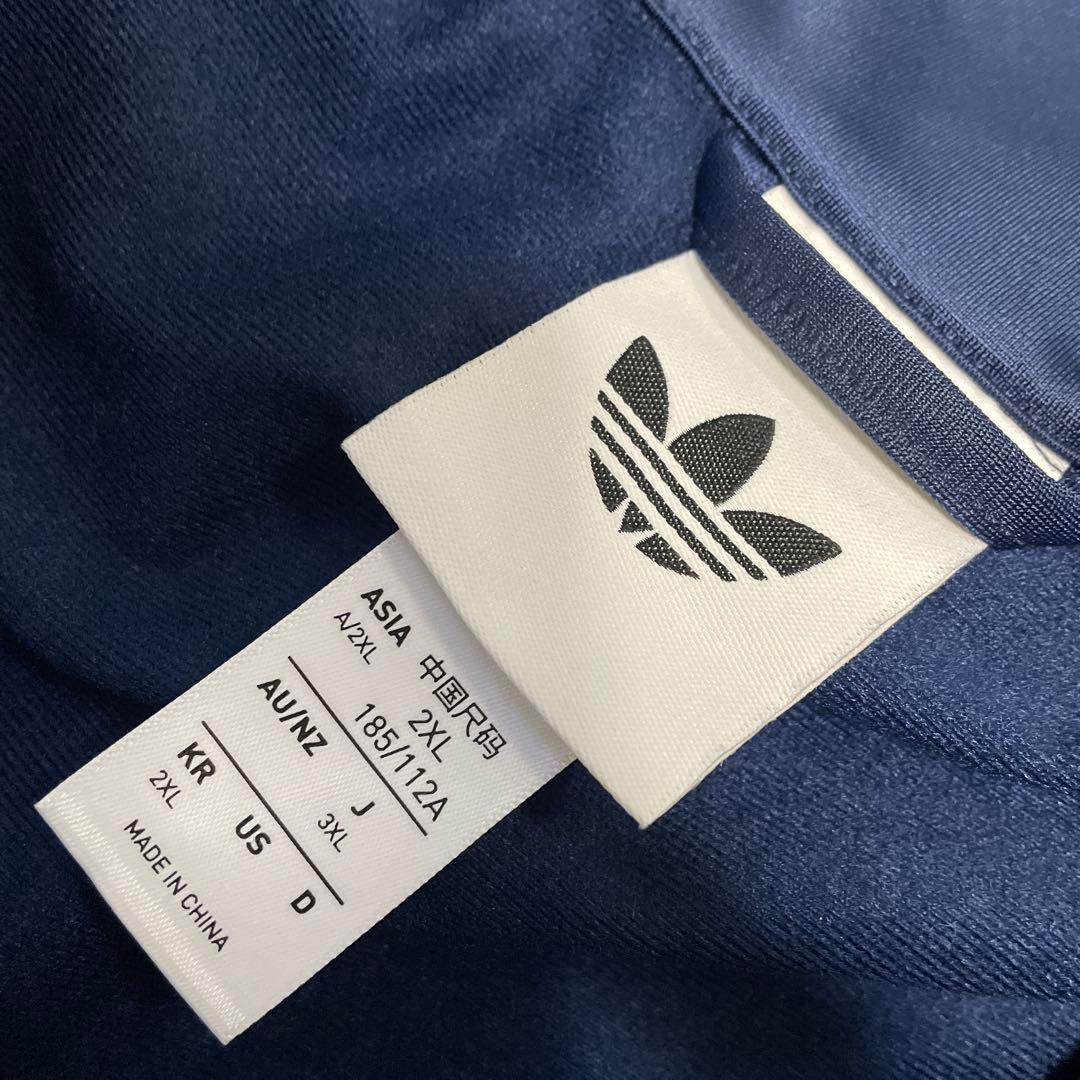 ASIA
A/2XL
中国尺码
2XL
185/112A
AU/NZ
J
3XL
KR
2XL
US
D
MADE IN CHINA